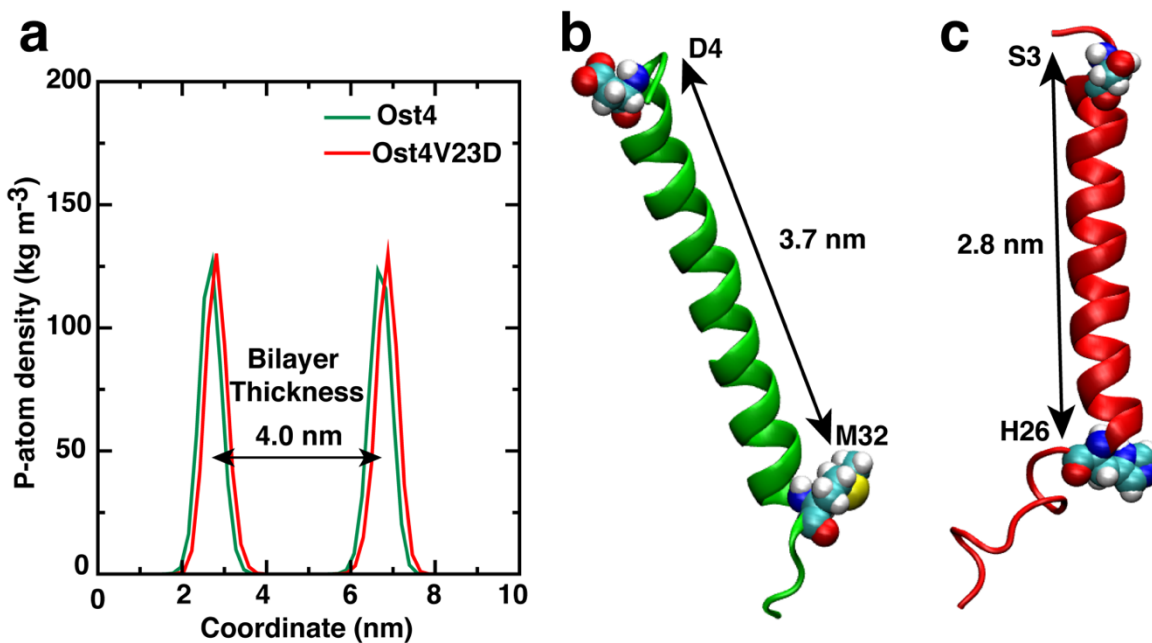 a
200
150
100
50
0
P-atom density (kg m-3)
Ost4
Ost4V23D
Bilayer
Thickness
4.0 nm
0 2 4 6 8 10
Coordinate (nm)
b
D4
3.7 nm
M32
c
S3
2.8 nm
H26